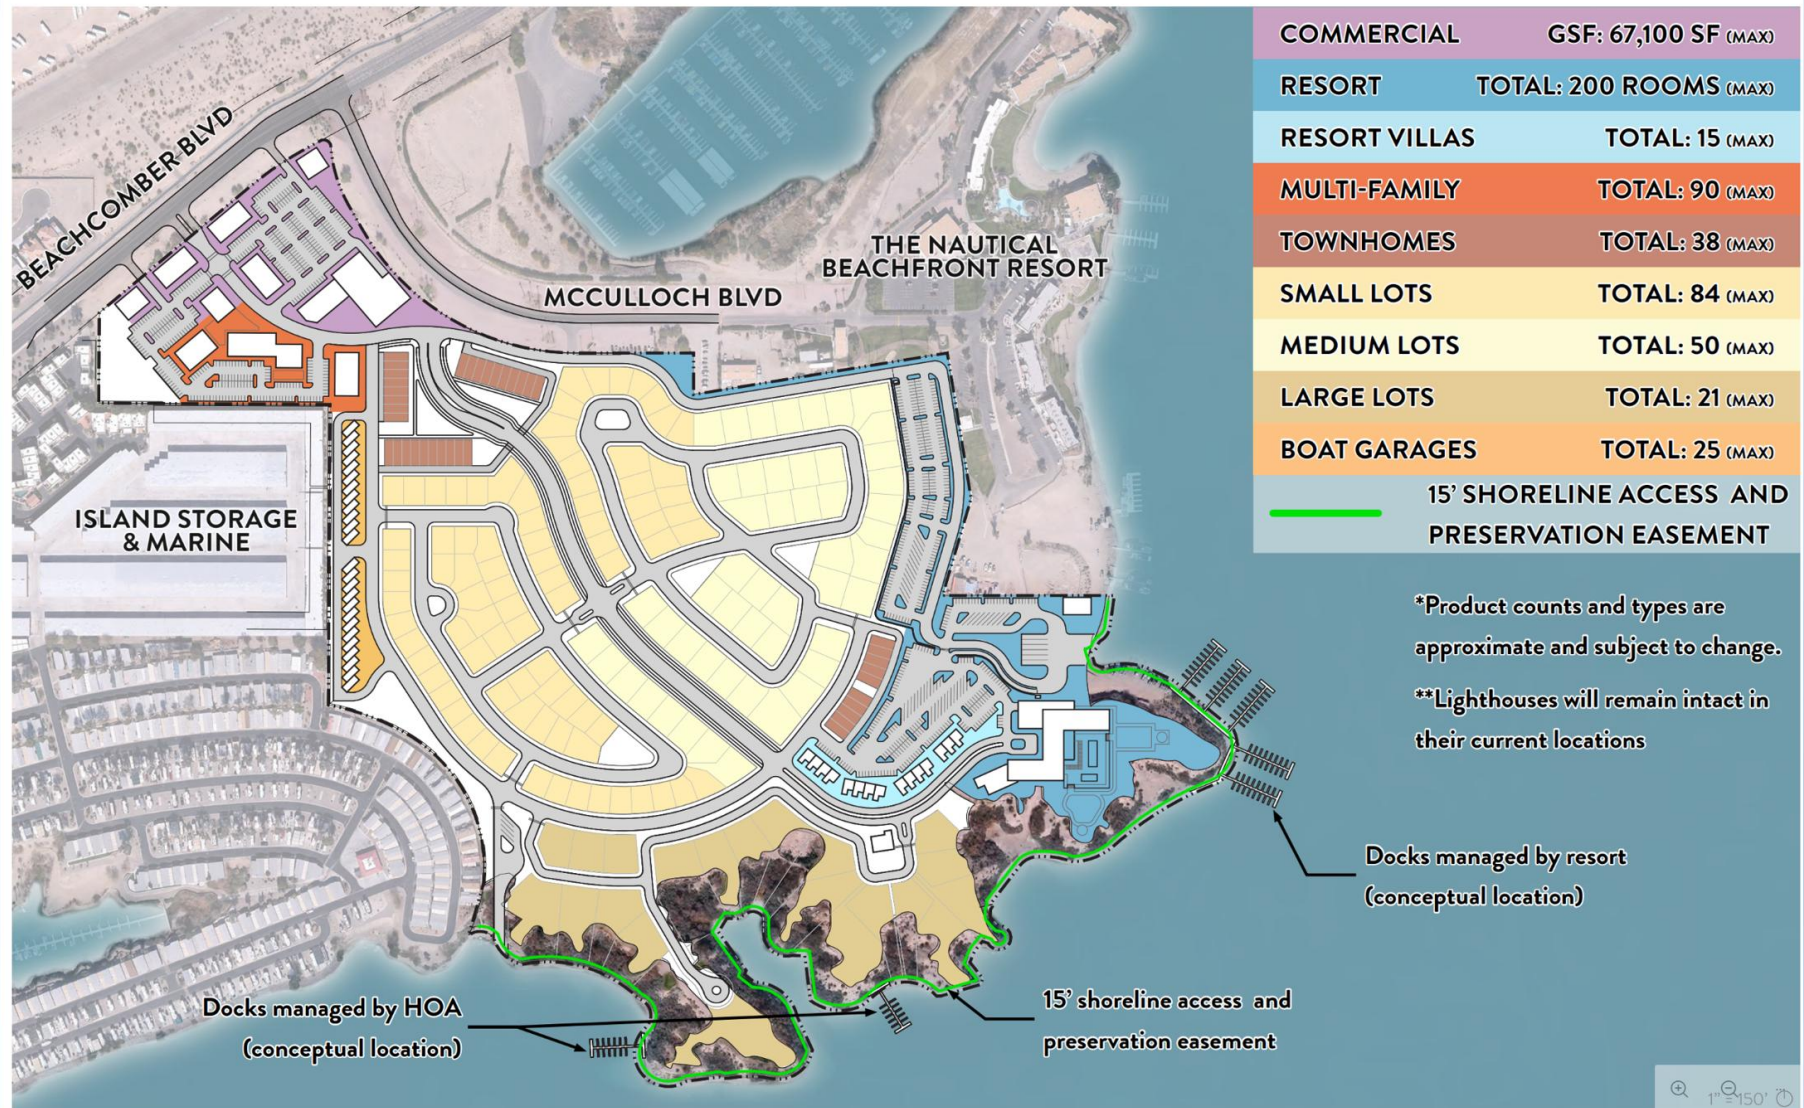 COMMERCIAL GSF: 67,100 SF (MAX)
RESORT TOTAL: 200 ROOMS (MAX)
RESORT VILLAS TOTAL: 15 (MAX)
MULTI-FAMILY TOTAL: 90 (MAX)
TOWNHOMES TOTAL: 38 (MAX)
SMALL LOTS TOTAL: 84 (MAX)
MEDIUM LOTS TOTAL: 50 (MAX)
LARGE LOTS TOTAL: 21 (MAX)
BOAT GARAGES TOTAL: 25 (MAX)
15' SHORELINE ACCESS AND
PRESERVATION EASEMENT
*Product counts and types are
approximate and subject to change.
**Lighthouses will remain intact in
their current locations
BEACHCOMBER BLVD
THE NAUTICAL
BEACHFRONT RESORT
MCCULLOCH BLVD
ISLAND STORAGE
& MARINE
Docks managed by resort
(conceptual location)
Docks managed by HOA
(conceptual location)
15' shoreline access and
preservation easement
1" = 150'